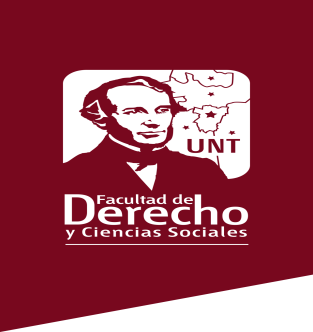 UNT
Facultad de
Derecho
y Ciencias Sociales